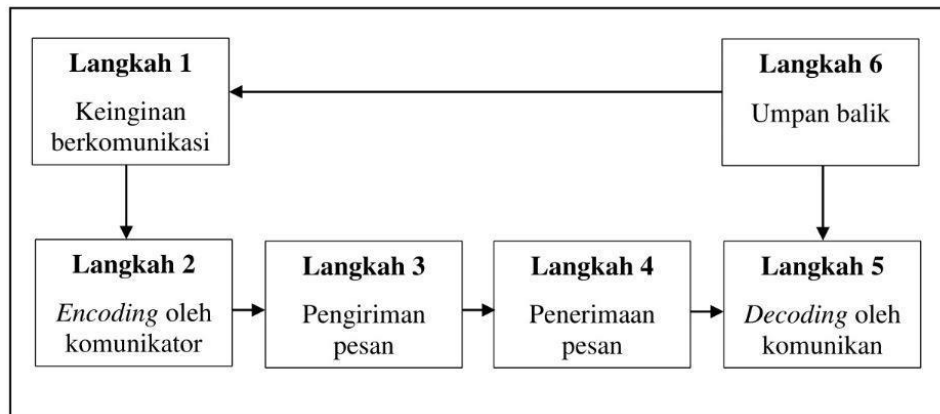 Langkah 1
Keinginan
berkomunikasi
Langkah 6
Umpan balik
Langkah 2
Encoding oleh
komunikator
Langkah 3
Pengiriman
pesan
Langkah 4
Penerimaan
pesan
Langkah 5
Decoding oleh
komunikan